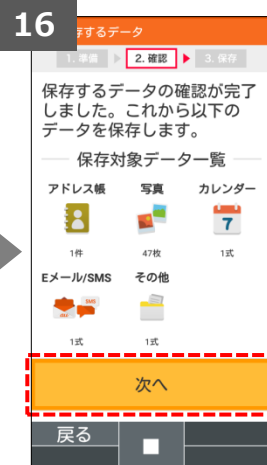 16
存するデータ
1. 準備 2. 確認 3. 保存
保存するデータの確認が完了
しました。これから以下の
データを保存します。
保存対象データ一覧
アドレス帳 写真 カレンダー
7
1件 47枚 1式
Eメール/SMS その他
SMS
1式 1式
次へ
戻る